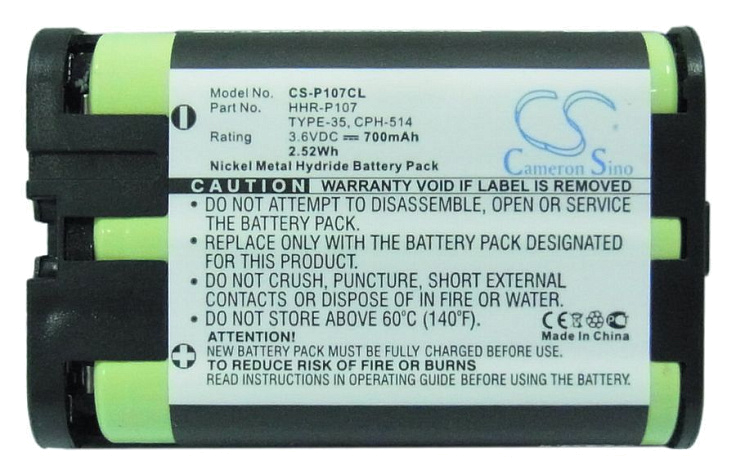 Model No. CS-P107CL
Part No. HHR-P107
TYPE-35, CPH-514
Rating 3.6VDC ⎓ 700mAh
2.52Wh
Nickel Metal Hydride Battery Pack
CS
Cameron Sino
CAUTION WARRANTY VOID IF LABEL IS REMOVED
• DO NOT ATTEMPT TO DISASSEMBLE, OPEN OR SERVICE
THE BATTERY PACK.
• REPLACE ONLY WITH THE BATTERY PACK DESIGNATED
FOR THIS PRODUCT.
• DO NOT CRUSH, PUNCTURE, SHORT EXTERNAL
CONTACTS OR DISPOSE OF IN FIRE OR WATER.
• DO NOT STORE ABOVE 60°C (140°F).
CE
Made In China
ATTENTION!
NEW BATTERY PACK MUST BE FULLY CHARGED BEFORE USE.
TO REDUCE RISK OF FIRE OR BURNS
READ INSTRUCTIONS IN OPERATING GUIDE BEFORE USING THE BATTERY.